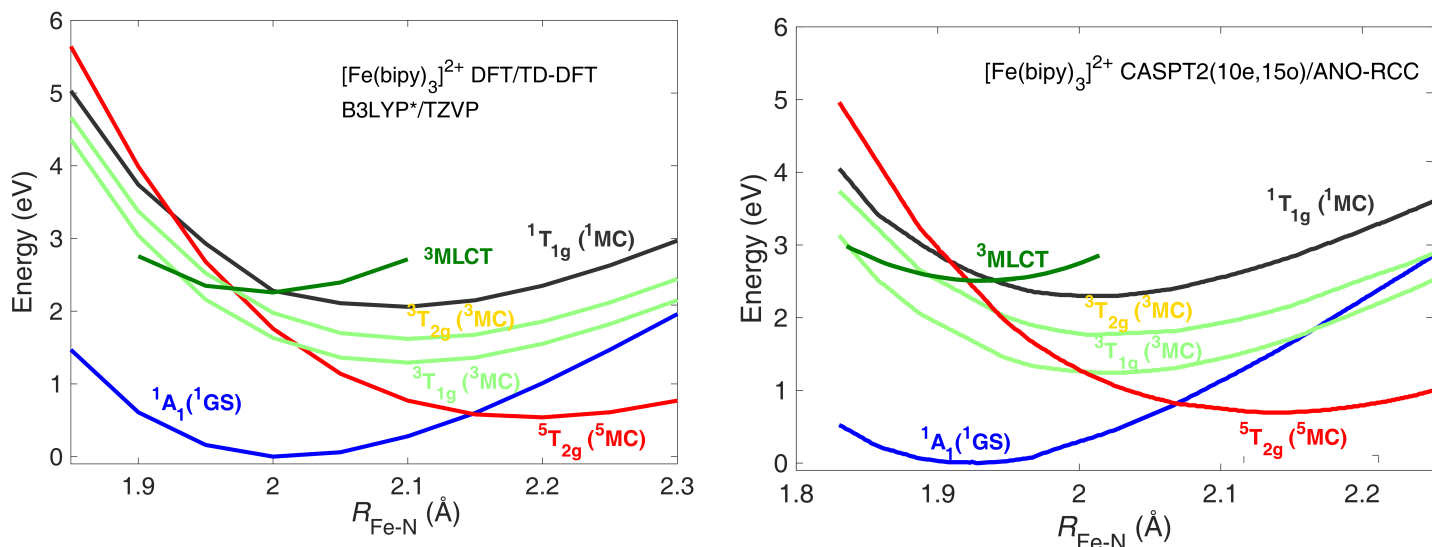 6
5
4
3
2
1
0
Energy (eV)
[Fe(bipy)₃]²⁺ DFT/TD-DFT
B3LYP*/TZVP
¹T₁g (¹MC)
³MLCT
³T₂g (³MC)
³T₁g (³MC)
¹A₁(¹GS)
⁵T₂g (⁵MC)
1.9 2 2.1 2.2 2.3
R_Fe-N (Å)
6
5
4
3
2
1
0
Energy (eV)
[Fe(bipy)₃]²⁺ CASPT2(10e,15o)/ANO-RCC
¹T₁g (¹MC)
³MLCT
³T₂g (³MC)
³T₁g (³MC)
¹A₁(¹GS)
⁵T₂g (⁵MC)
1.8 1.9 2 2.1 2.2
R_Fe-N (Å)